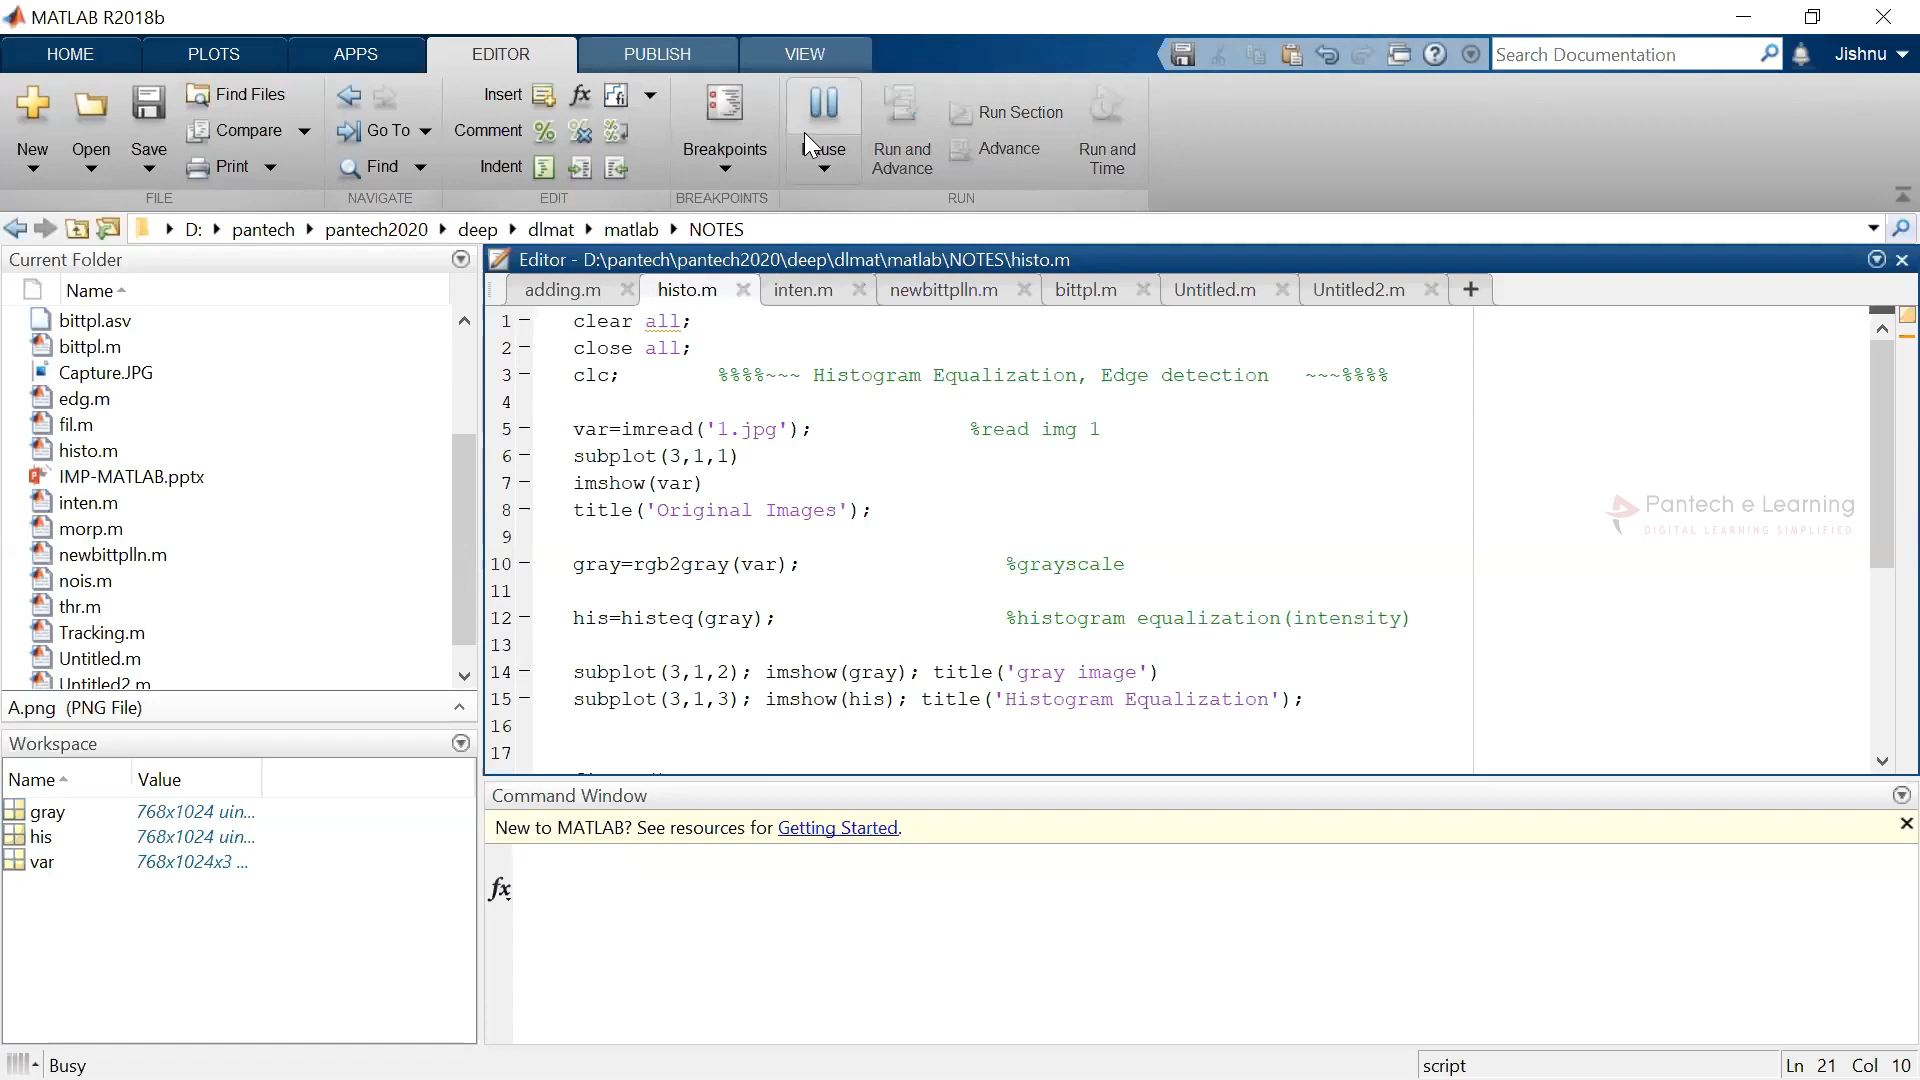 MATLAB R2018b
HOME PLOTS APPS EDITOR PUBLISH VIEW
Search Documentation
Jishnu
New
Open
Save
Find Files
Compare
Print
FILE
Go To
Find
NAVIGATE
Insert
Comment
Indent
EDIT
Breakpoints
BREAKPOINTS
Run and Advance
Run Section
Advance
Run and Time
RUN
D: pantech pantech2020 deep dlmat matlab NOTES
Current Folder
Name
bittpl.asv
bittpl.m
Capture.JPG
edg.m
fil.m
histo.m
IMP-MATLAB.pptx
inten.m
morp.m
newbittplln.m
nois.m
thr.m
Tracking.m
Untitled.m
Untitled2.m
A.png (PNG File)
Workspace
Name Value
gray 768x1024 uin...
his 768x1024 uin...
var 768x1024x3 ...
Editor - D:\pantech\pantech2020\deep\dlmat\matlab\NOTES\histo.m
adding.m histo.m inten.m newbittplln.m bittpl.m Untitled.m Untitled2.m
1 clear all;
2 close all;
3 clc; %%%%~~~ Histogram Equalization, Edge detection ~~~%%%%
4
5 var=imread('1.jpg'); %read img 1
6 subplot(3,1,1)
7 imshow(var)
8 title('Original Images');
9
10 gray=rgb2gray(var); %grayscale
11
12 his=histeq(gray); %histogram equalization(intensity)
13
14 subplot(3,1,2); imshow(gray); title('gray image')
15 subplot(3,1,3); imshow(his); title('Histogram Equalization');
16
17
Pantech e Learning
DIGITAL LEARNING SIMPLIFIED
Command Window
New to MATLAB? See resources for Getting Started.
fx
Busy
script
Ln 21 Col 10